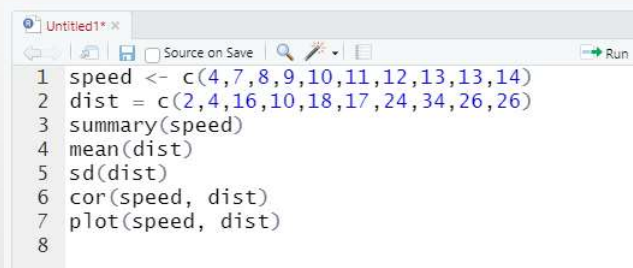 Untitled1*
Source on Save Run
1 speed <- c(4,7,8,9,10,11,12,13,13,14)
2 dist = c(2,4,16,10,18,17,24,34,26,26)
3 summary(speed)
4 mean(dist)
5 sd(dist)
6 cor(speed, dist)
7 plot(speed, dist)
8